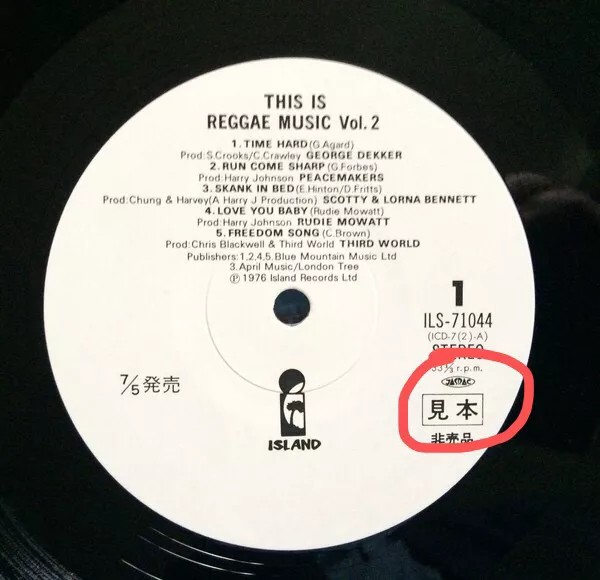 THIS IS
REGGAE MUSIC Vol. 2
1. TIME HARD(G.Agard)
Prod:S.Crooks/C.Crawley GEORGE DEKKER
2. RUN COME SHARP(G.Forbes)
Prod:Harry Johnson PEACEMAKERS
3. SKANK IN BED(E.Hinton/D.Fritts)
Prod:Chung & Harvey(A Harry J Production) SCOTTY & LORNA BENNETT
4. LOVE YOU BABY(Rudie Mowatt)
Prod:Harry Johnson RUDIE MOWATT
5. FREEDOM SONG(C.Brown)
Prod:Chris Blackwell & Third World THIRD WORLD
Publishers:1,2,4,5.Blue Mountain Music Ltd
3.April Music/London Tree
℗ 1976 Island Records Ltd
1
ILS-71044
(ICD-7(2)-A)
STEREO
33⅓ r.p.m.
JASRAC
見本
非売品
7/5発売
ISLAND